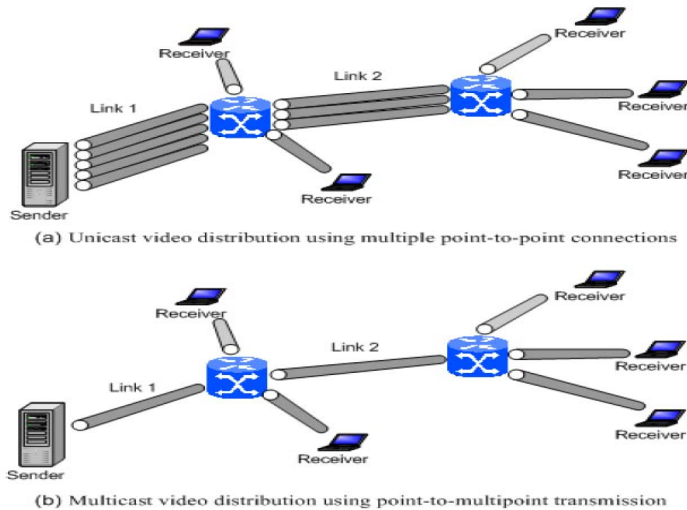 Receiver
Receiver
Link 2
Link 1
Receiver
Receiver
Receiver
Sender
(a) Unicast video distribution using multiple point-to-point connections
Receiver
Receiver
Link 2
Link 1
Receiver
Receiver
Receiver
Sender
(b) Multicast video distribution using point-to-multipoint transmission